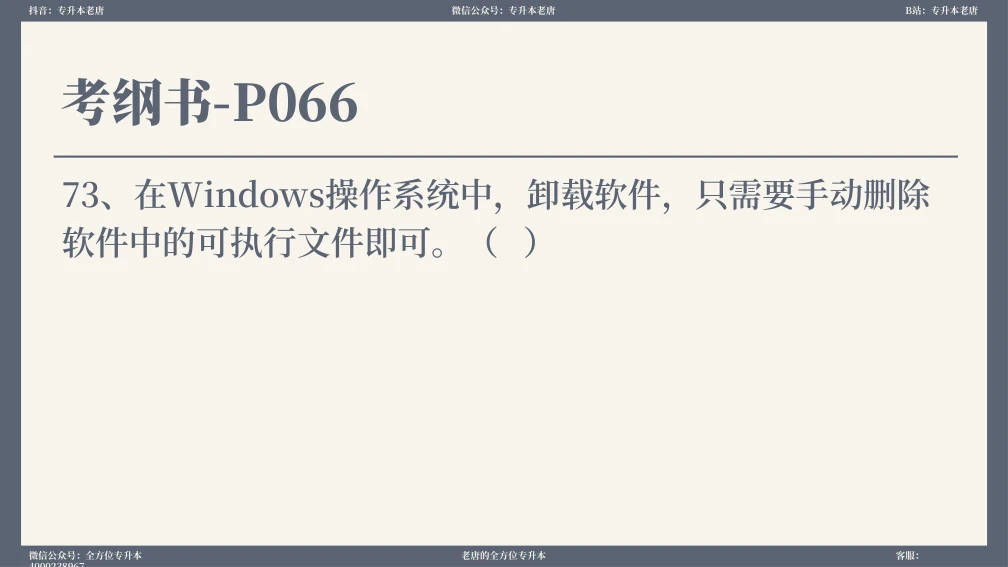 抖音：专升本老唐
微信公众号：专升本老唐
B站：专升本老唐
考纲书-P066
73、在Windows操作系统中，卸载软件，只需要手动删除
软件中的可执行文件即可。（ ）
微信公众号：全方位专升本
老唐的全方位专升本
客服：
4000238967